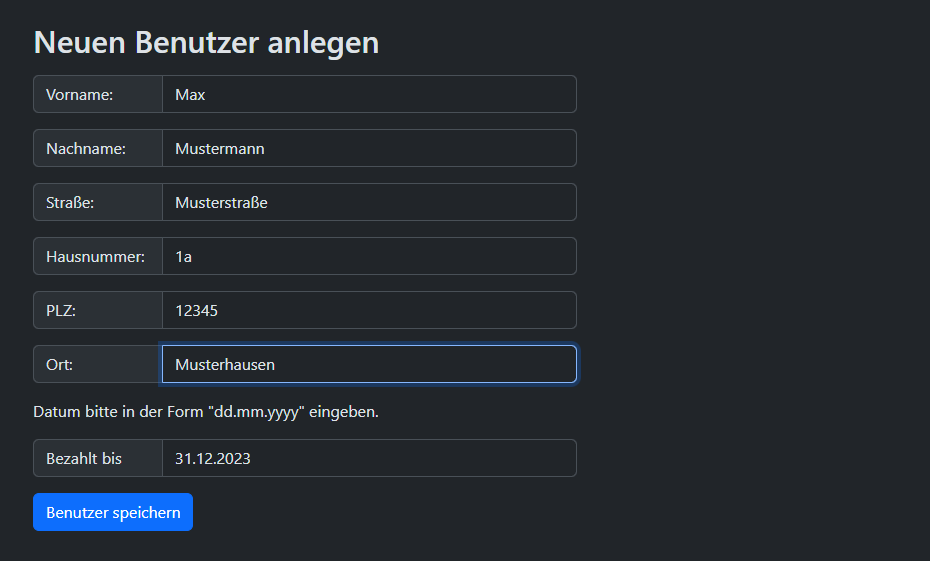 Neuen Benutzer anlegen
Vorname: Max
Nachname: Mustermann
Straße: Musterstraße
Hausnummer: 1a
PLZ: 12345
Ort: Musterhausen
Datum bitte in der Form "dd.mm.yyyy" eingeben.
Bezahlt bis 31.12.2023
Benutzer speichern